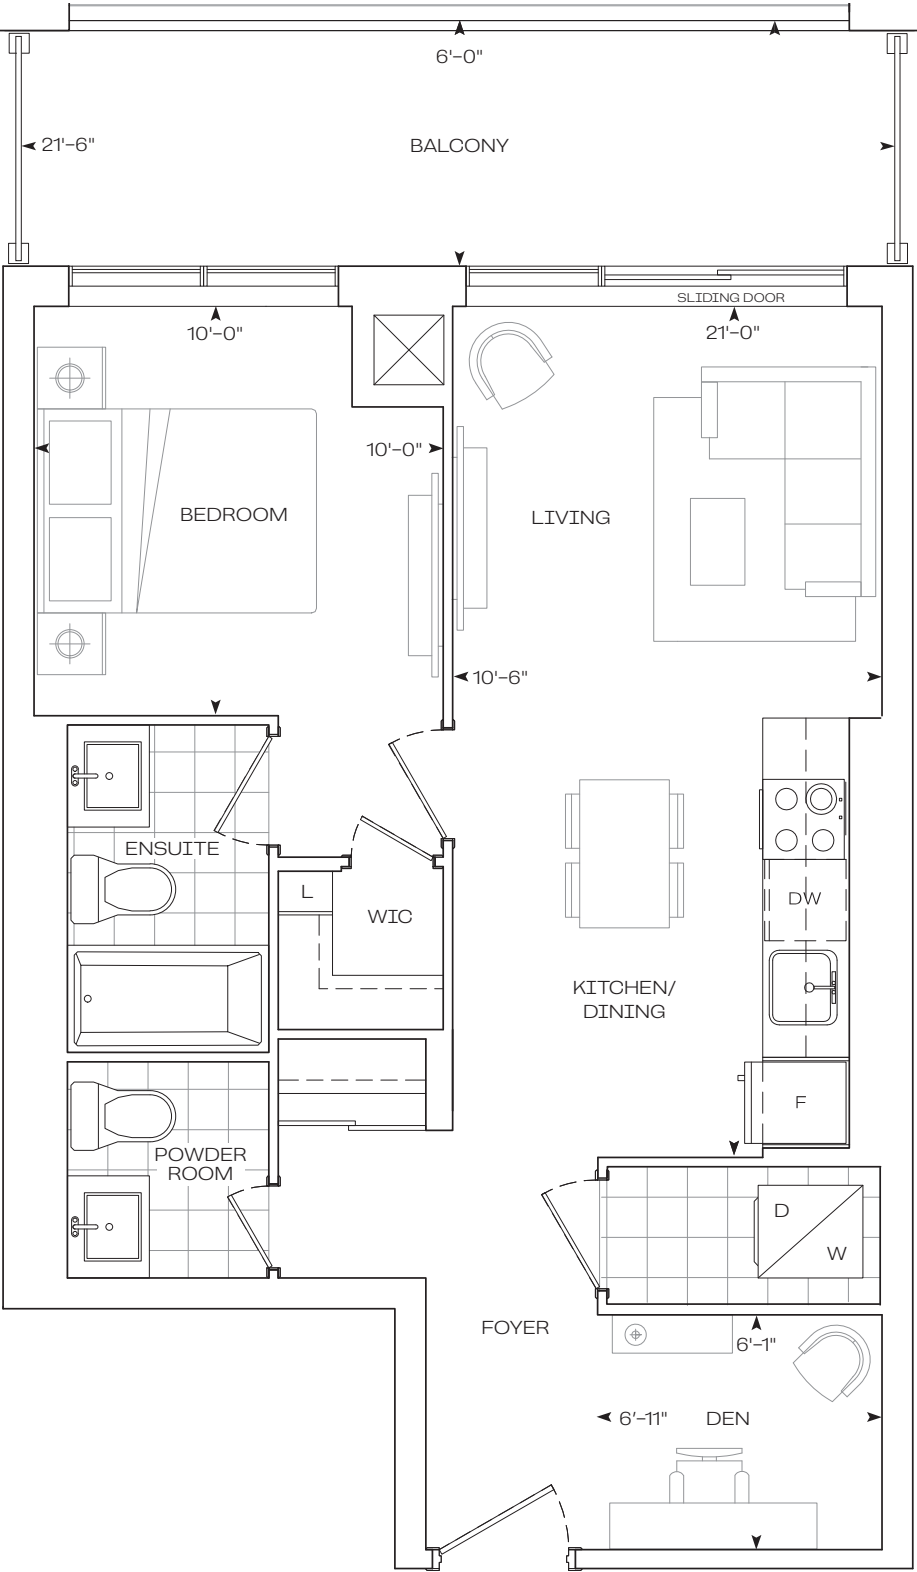 6'-0"
21'-6"
BALCONY
SLIDING DOOR
10'-0"
21'-0"
10'-0"
BEDROOM
LIVING
10'-6"
ENSUITE
L
WIC
DW
KITCHEN/
DINING
F
POWDER
ROOM
D
W
FOYER
6'-1"
6'-11"
DEN